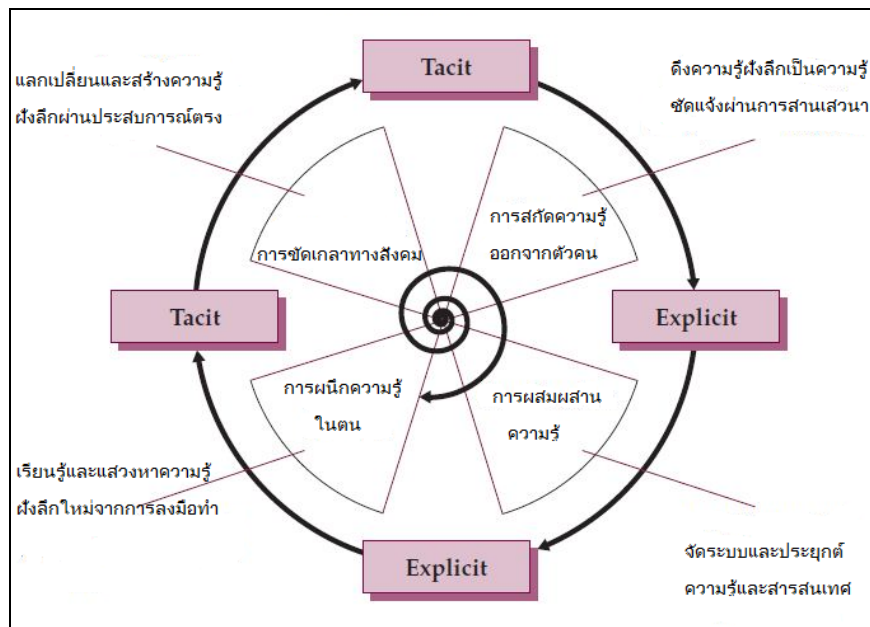 Tacit
แลกเปลี่ยนและสร้างความรู้
ฝังลึกผ่านประสบการณ์ตรง
ดึงความรู้ฝังลึกเป็นความรู้
ชัดแจ้งผ่านการสานเสวนา
การสกัดความรู้
ออกจากตัวคน
การขัดเกลาทางสังคม
Tacit
Explicit
การผนึกความรู้
ในตน
การผสมผสาน
ความรู้
เรียนรู้และแสวงหาความรู้
ฝังลึกใหม่จากการลงมือทำ
Explicit
จัดระบบและประยุกต์
ความรู้และสารสนเทศ